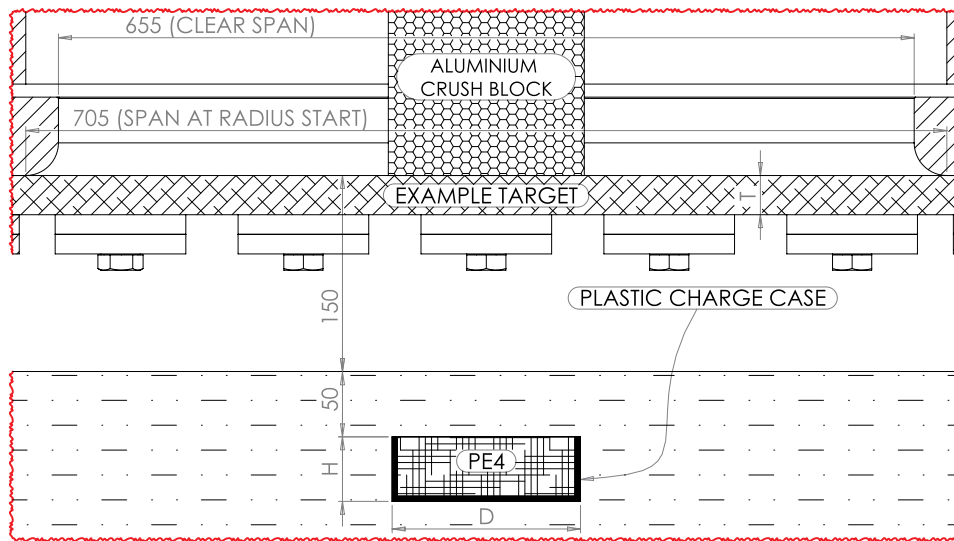 655 (CLEAR SPAN)
ALUMINIUM
CRUSH BLOCK
705 (SPAN AT RADIUS START)
EXAMPLE TARGET
T
150
PLASTIC CHARGE CASE
50
H
PE4
D